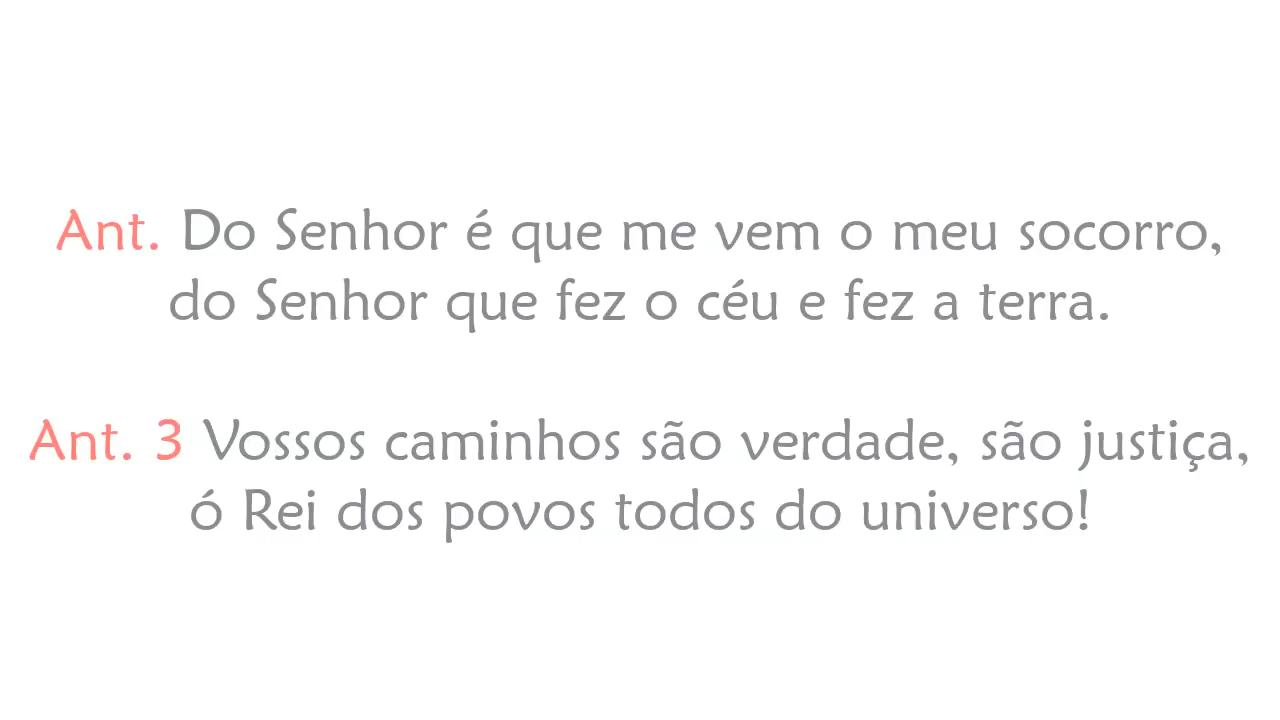 Ant. Do Senhor é que me vem o meu socorro,
do Senhor que fez o céu e fez a terra.
Ant. 3 Vossos caminhos são verdade, são justiça,
ó Rei dos povos todos do universo!